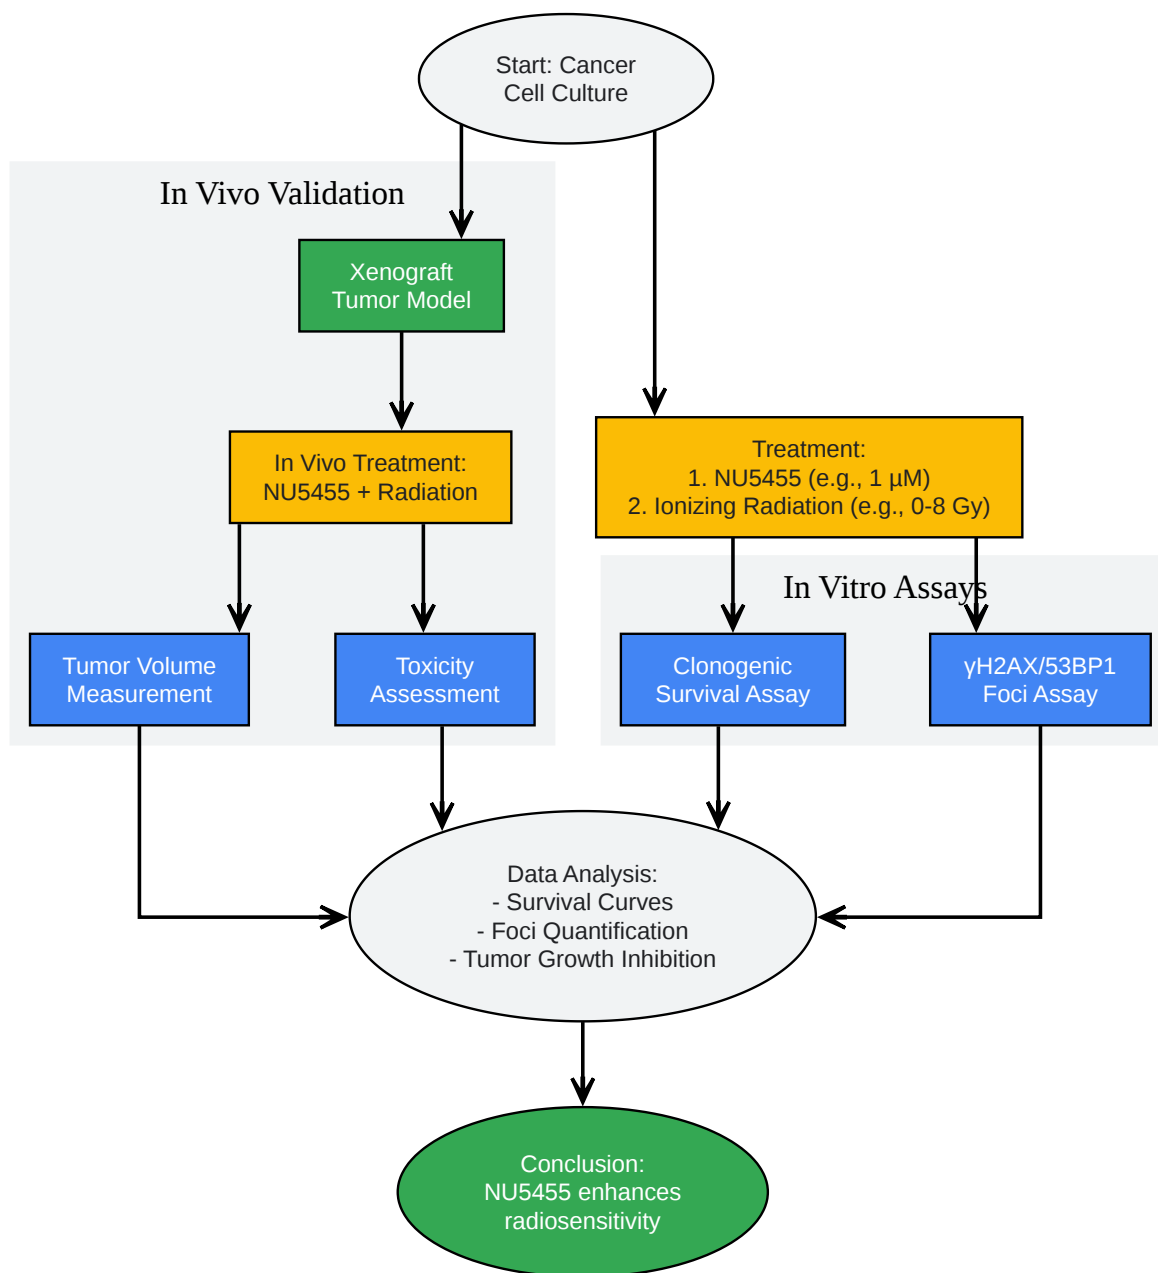 Start: Cancer
Cell Culture
In Vivo Validation
Xenograft
Tumor Model
In Vivo Treatment:
NU5455 + Radiation
Treatment:
1. NU5455 (e.g., 1 µM)
2. Ionizing Radiation (e.g., 0-8 Gy)
In Vitro Assays
Tumor Volume
Measurement
Toxicity
Assessment
Clonogenic
Survival Assay
γH2AX/53BP1
Foci Assay
Data Analysis:
- Survival Curves
- Foci Quantification
- Tumor Growth Inhibition
Conclusion:
NU5455 enhances
radiosensitivity